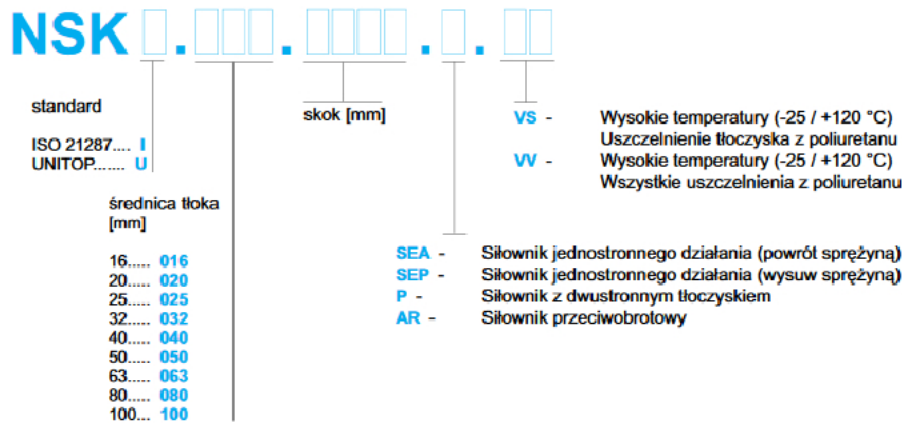 NSK . . . .
standard
ISO 21287.... I
UNITOP....... U
średnica tłoka
[mm]
16..... 016
20..... 020
25..... 025
32..... 032
40..... 040
50..... 050
63..... 063
80..... 080
100.... 100
skok [mm]
SEA - Siłownik jednostronnego działania (powrót sprężyną)
SEP - Siłownik jednostronnego działania (wysuw sprężyną)
P - Siłownik z dwustronnym tłoczyskiem
AR - Siłownik przeciwobrotowy
VS - Wysokie temperatury (-25 / +120 °C)
Uszczelnienie tłoczyska z poliuretanu
VV - Wysokie temperatury (-25 / +120 °C)
Wszystkie uszczelnienia z poliuretanu